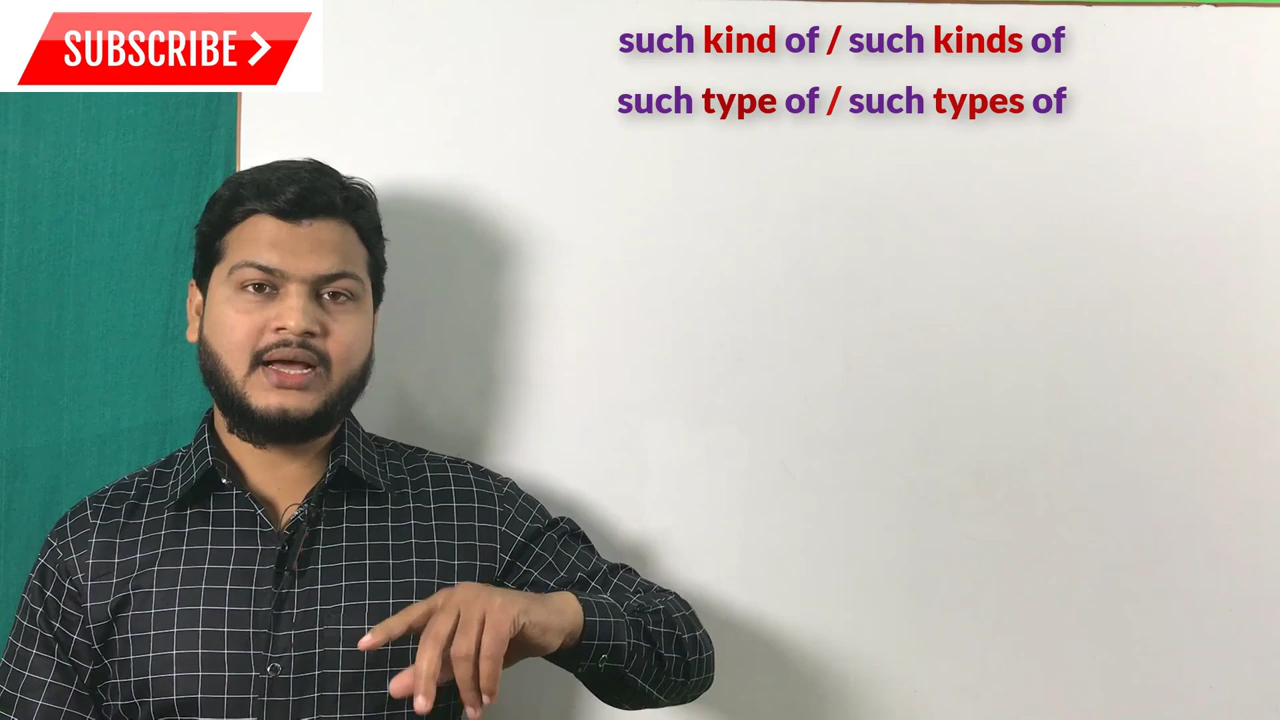 SUBSCRIBE
such kind of / such kinds of
such type of / such types of